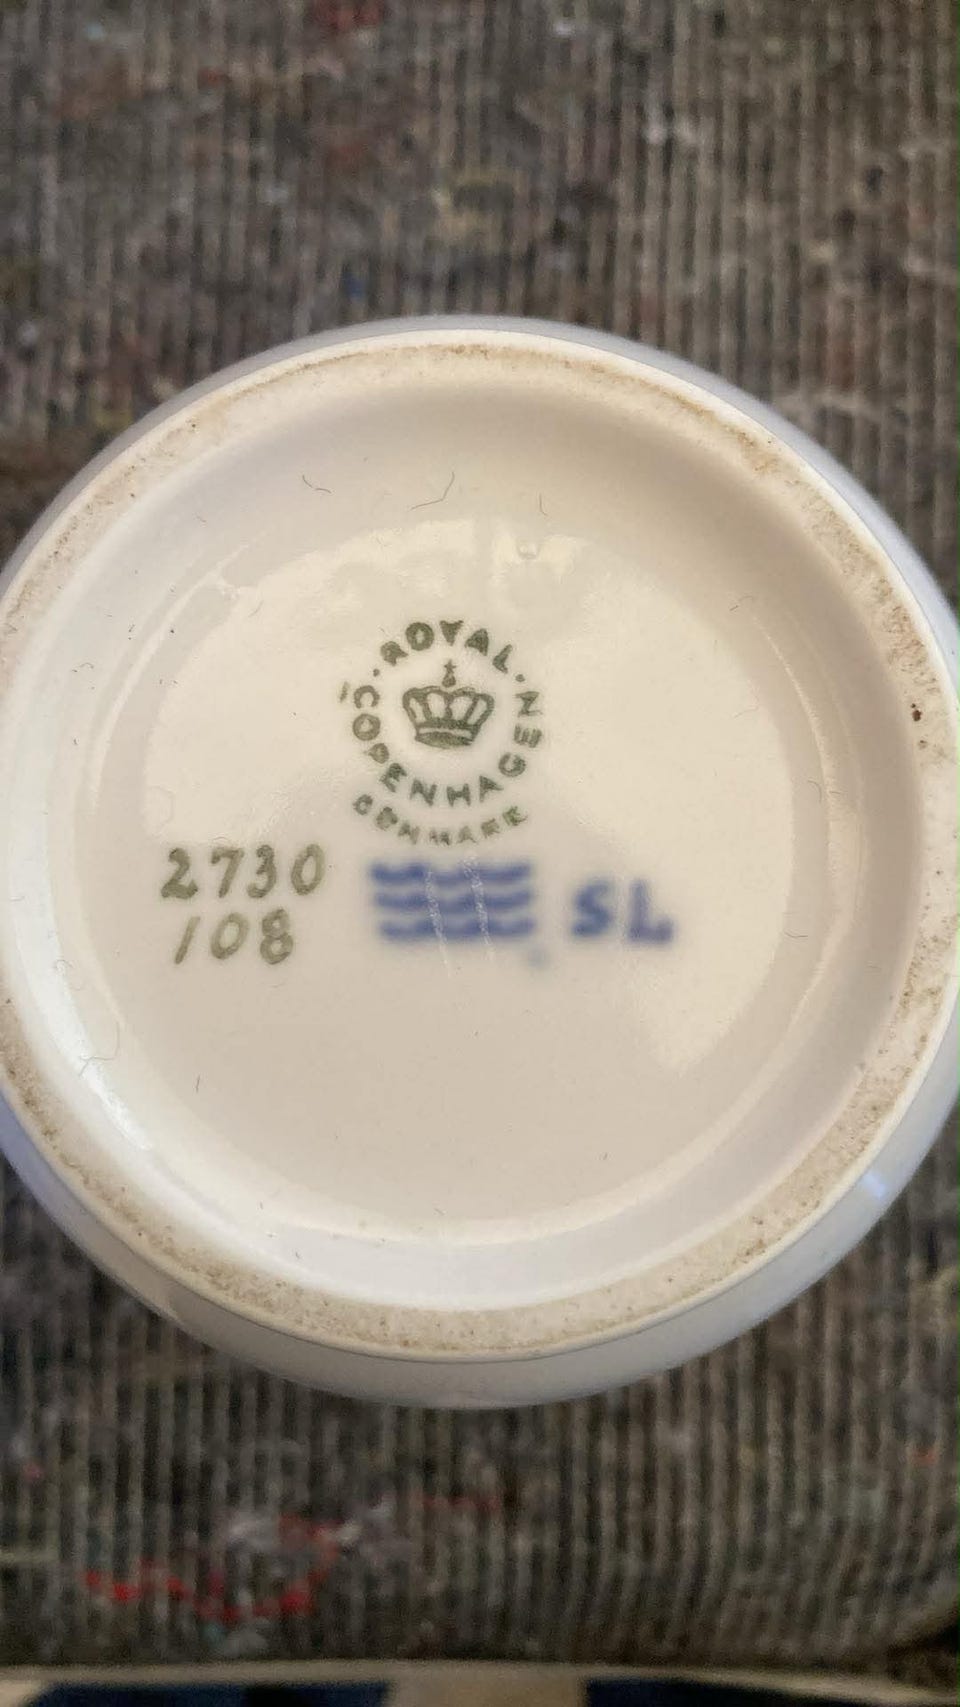 ROYAL
COPENHAGEN
DENMARK
2730
108
SL